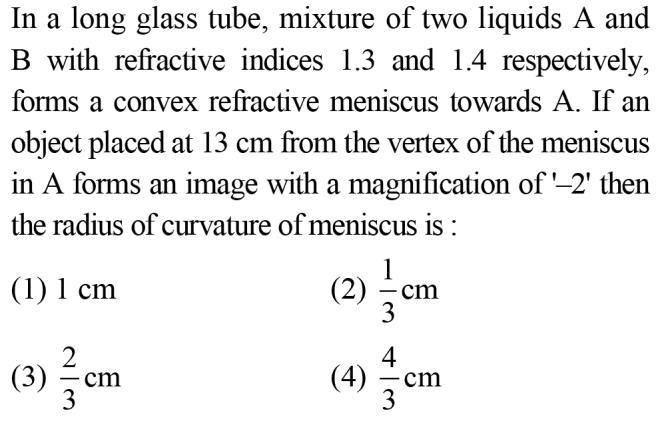 In a long glass tube, mixture of two liquids A and
B with refractive indices 1.3 and 1.4 respectively,
forms a convex refractive meniscus towards A. If an
object placed at 13 cm from the vertex of the meniscus
in A forms an image with a magnification of '–2' then
the radius of curvature of meniscus is :
(1) 1 cm (2) 1/3 cm
(3) 2/3 cm (4) 4/3 cm